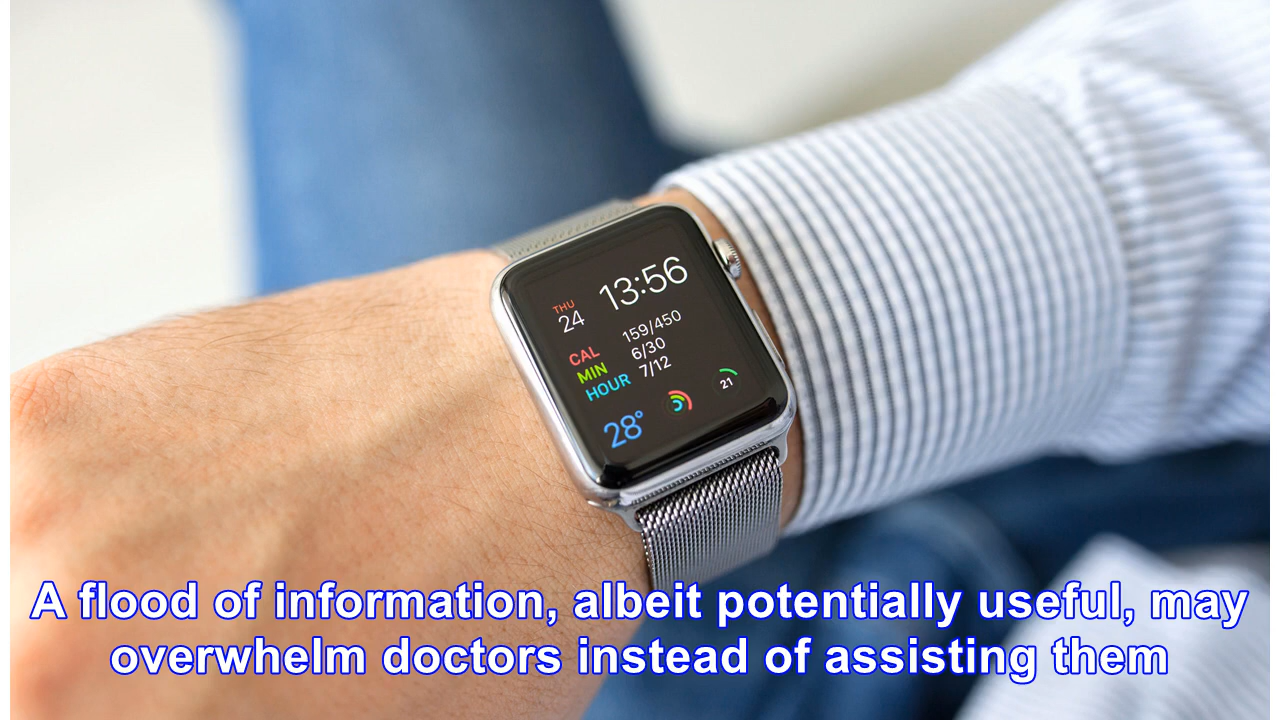 THU
24
13:56
CAL 159/450
MIN 6/30
HOUR 7/12
28°
21
A flood of information, albeit potentially useful, may
overwhelm doctors instead of assisting them